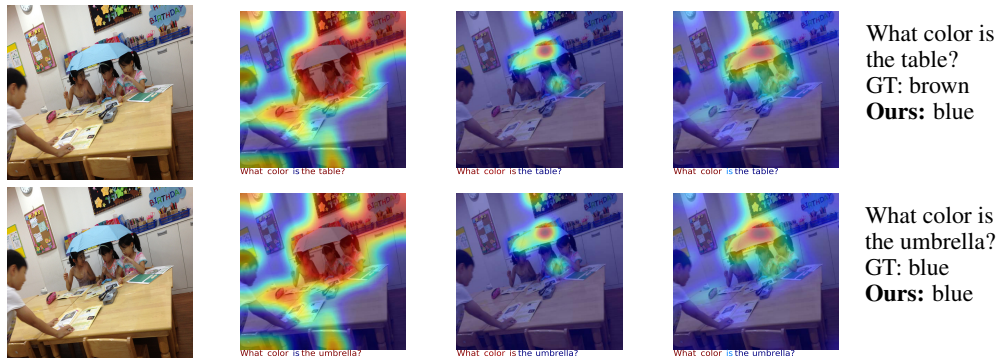 What color is the table?
What color is the table?
What color is the table?
What color is
the table?
GT: brown
Ours: blue
What color is the umbrella?
What color is the umbrella?
What color is the umbrella?
What color is
the umbrella?
GT: blue
Ours: blue